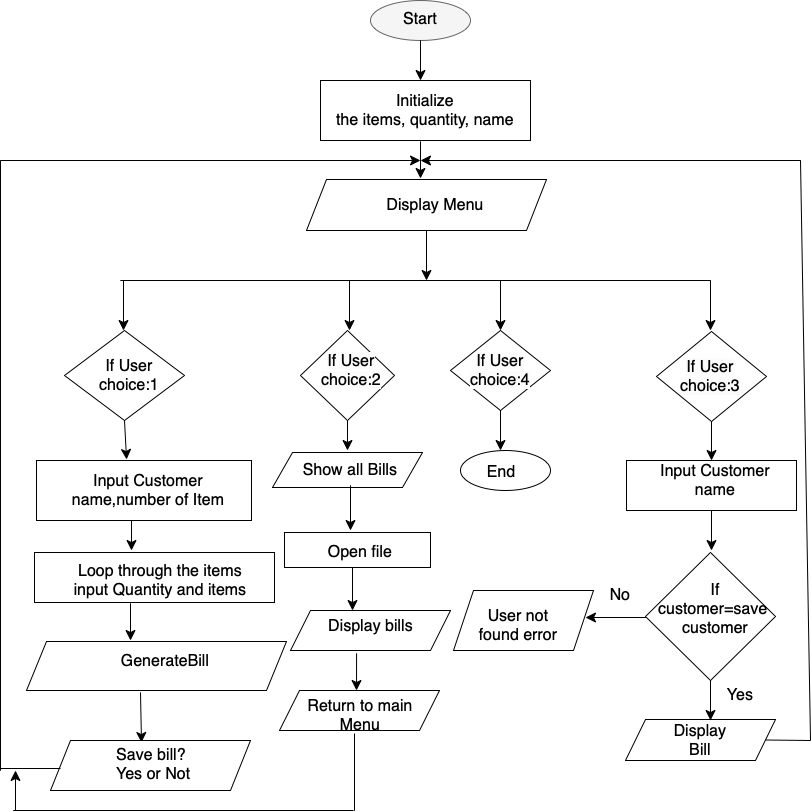 Start
Initialize
the items, quantity, name
Display Menu
If User
choice:1
If User
choice:2
If User
choice:4
If User
choice:3
Input Customer
name,number of Item
Show all Bills
End
Input Customer
name
Loop through the items
input Quantity and items
Open file
If
customer=save
customer
No
User not
found error
Display bills
GenerateBill
Yes
Return to main
Menu
Display
Bill
Save bill?
Yes or Not